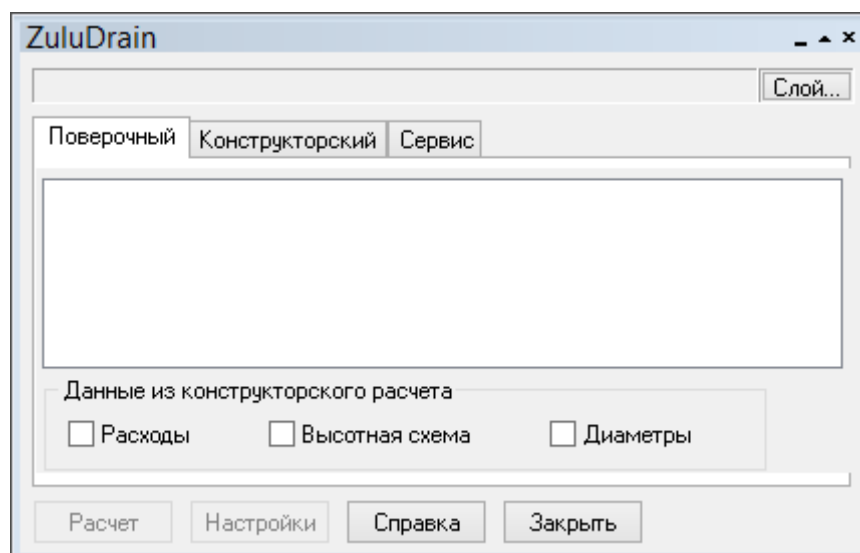 ZuluDrain
Слой...
Поверочный Конструкторский Сервис
Данные из конструкторского расчета
Расходы Высотная схема Диаметры
Расчет Настройки Справка Закрыть